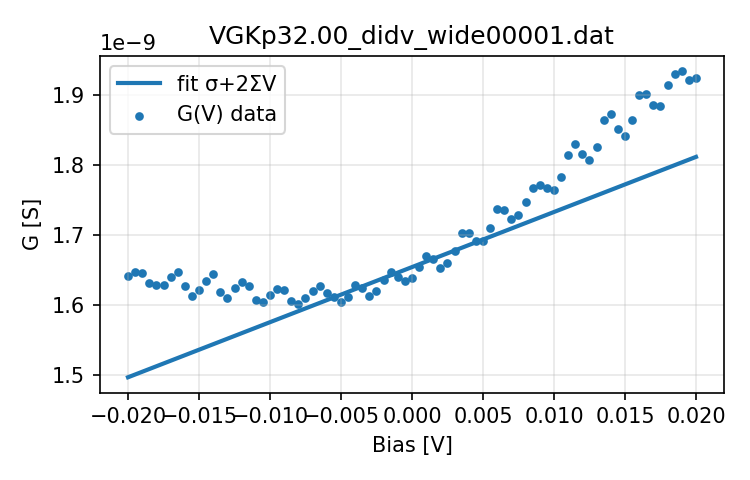 VGKp32.00_didv_wide00001.dat
1e−9
fit σ+2ΣV
G(V) data
1.9
1.8
1.7
1.6
1.5
G [S]
−0.020 −0.015 −0.010 −0.005 0.000 0.005 0.010 0.015 0.020
Bias [V]